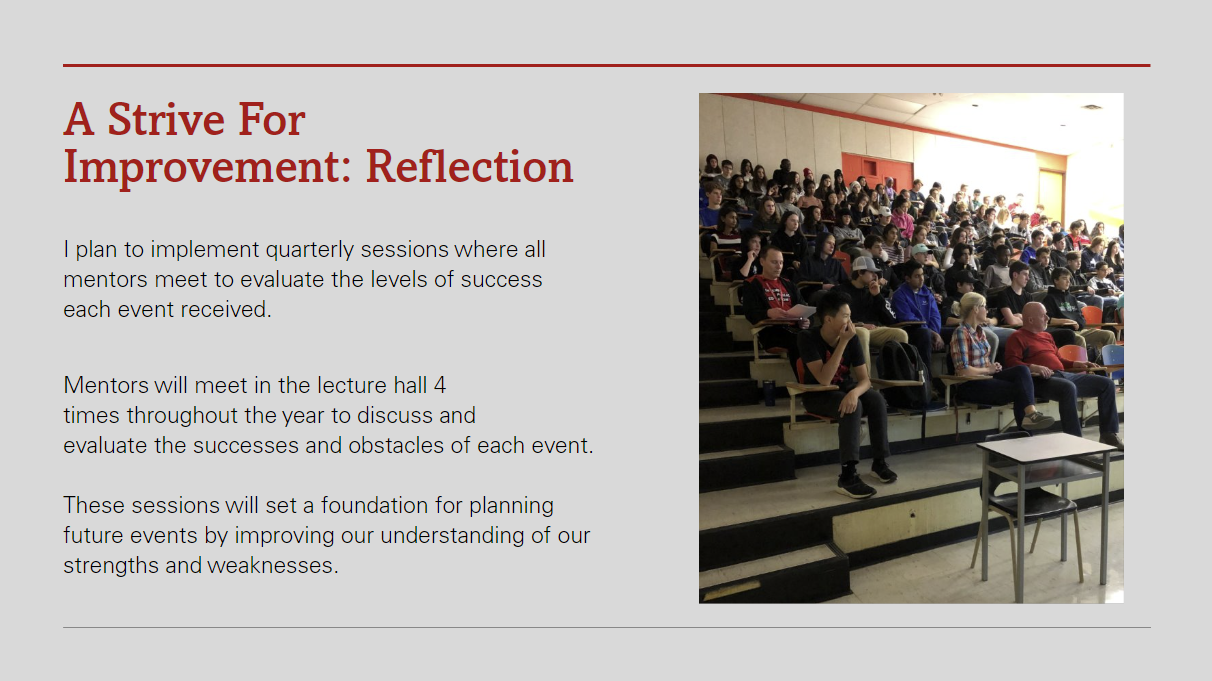 A Strive For
Improvement: Reflection
I plan to implement quarterly sessions where all
mentors meet to evaluate the levels of success
each event received.
Mentors will meet in the lecture hall 4
times throughout the year to discuss and
evaluate the successes and obstacles of each event.
These sessions will set a foundation for planning
future events by improving our understanding of our
strengths and weaknesses.